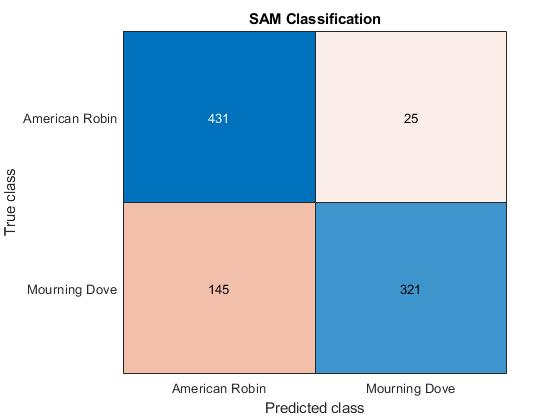 SAM Classification
American Robin
431
25
True class
Mourning Dove
145
321
American Robin
Mourning Dove
Predicted class